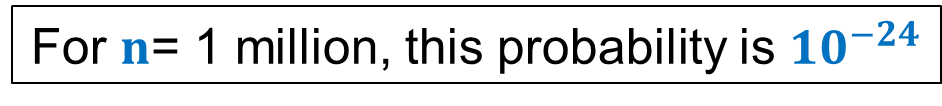 For n= 1 million, this probability is 10⁻²⁴